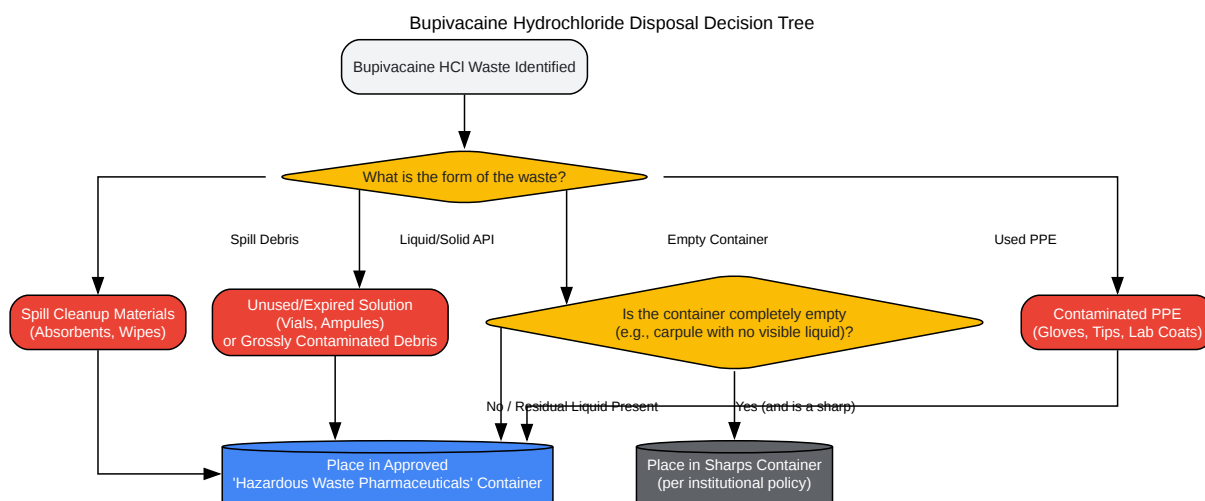 Bupivacaine Hydrochloride Disposal Decision Tree
Bupivacaine HCl Waste Identified
What is the form of the waste?
Spill Debris
Liquid/Solid API
Empty Container
Used PPE
Spill Cleanup Materials
(Absorbents, Wipes)
Unused/Expired Solution
(Vials, Ampules)
or Grossly Contaminated Debris
Is the container completely empty
(e.g., carpule with no visible liquid)?
Contaminated PPE
(Gloves, Tips, Lab Coats)
No / Residual Liquid Present
Yes (and is a sharp)
Place in Approved
'Hazardous Waste Pharmaceuticals' Container
Place in Sharps Container
(per institutional policy)